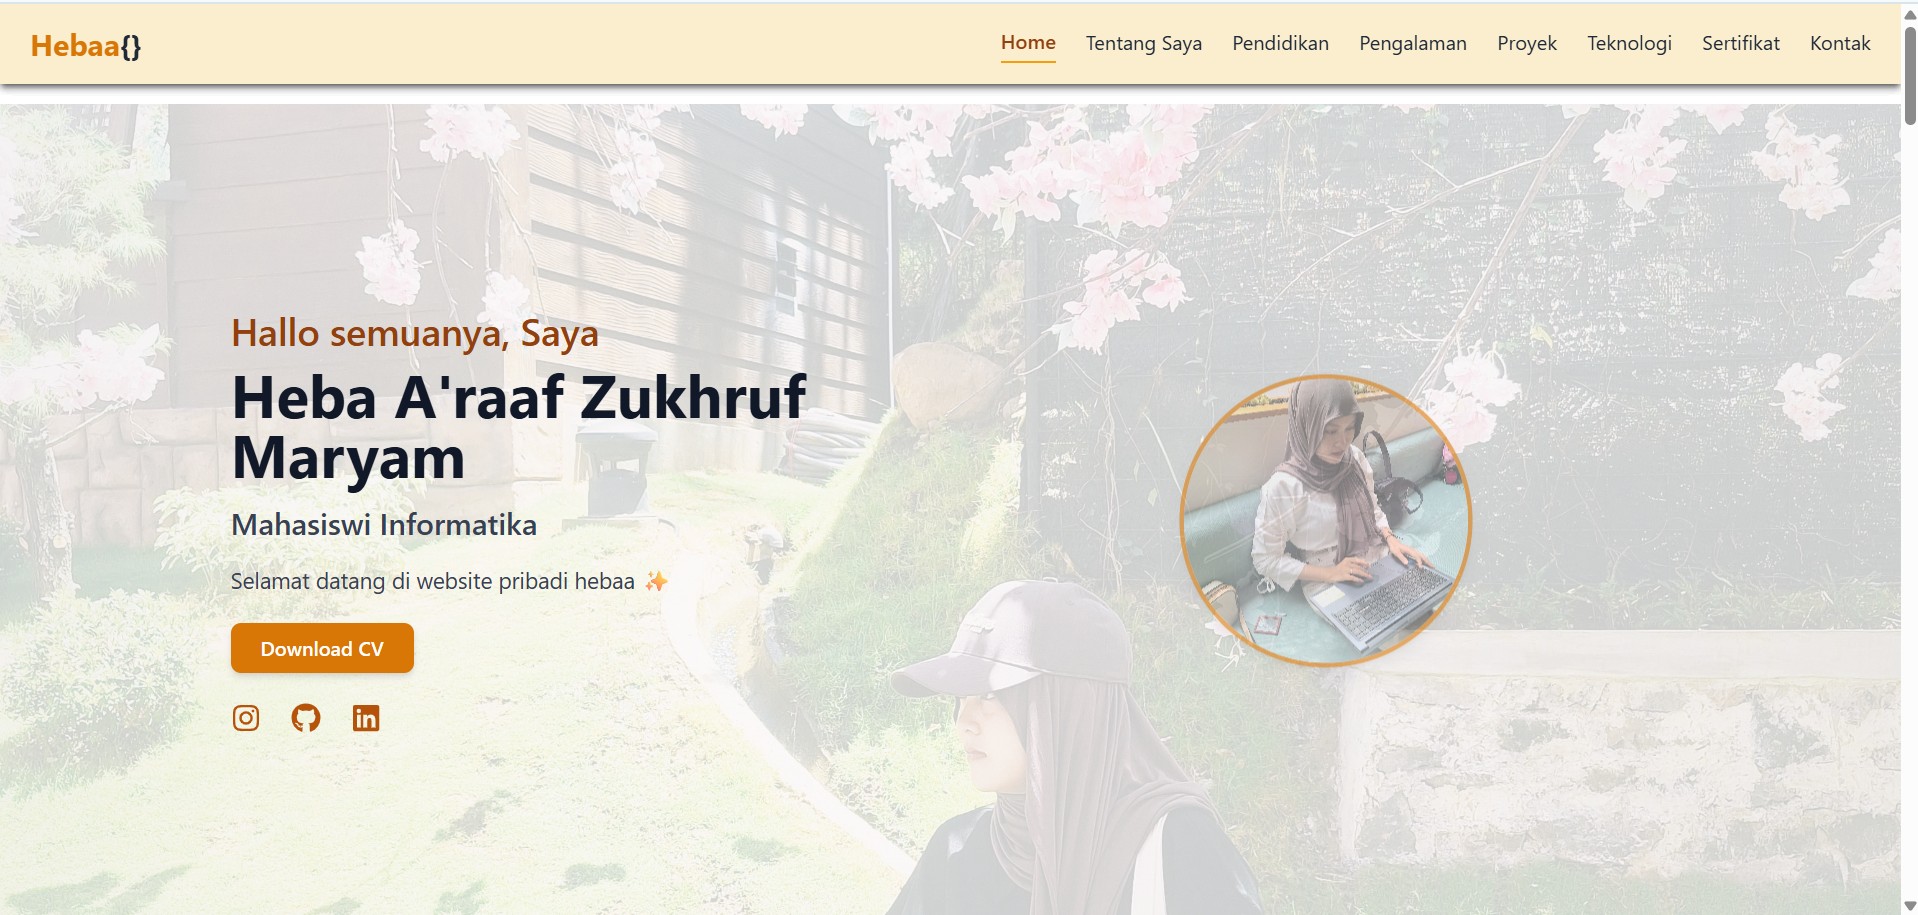 Hebaa{}
Home Tentang Saya Pendidikan Pengalaman Proyek Teknologi Sertifikat Kontak
Hallo semuanya, Saya
Heba A'raaf Zukhruf
Maryam
Mahasiswi Informatika
Selamat datang di website pribadi hebaa ✨
Download CV